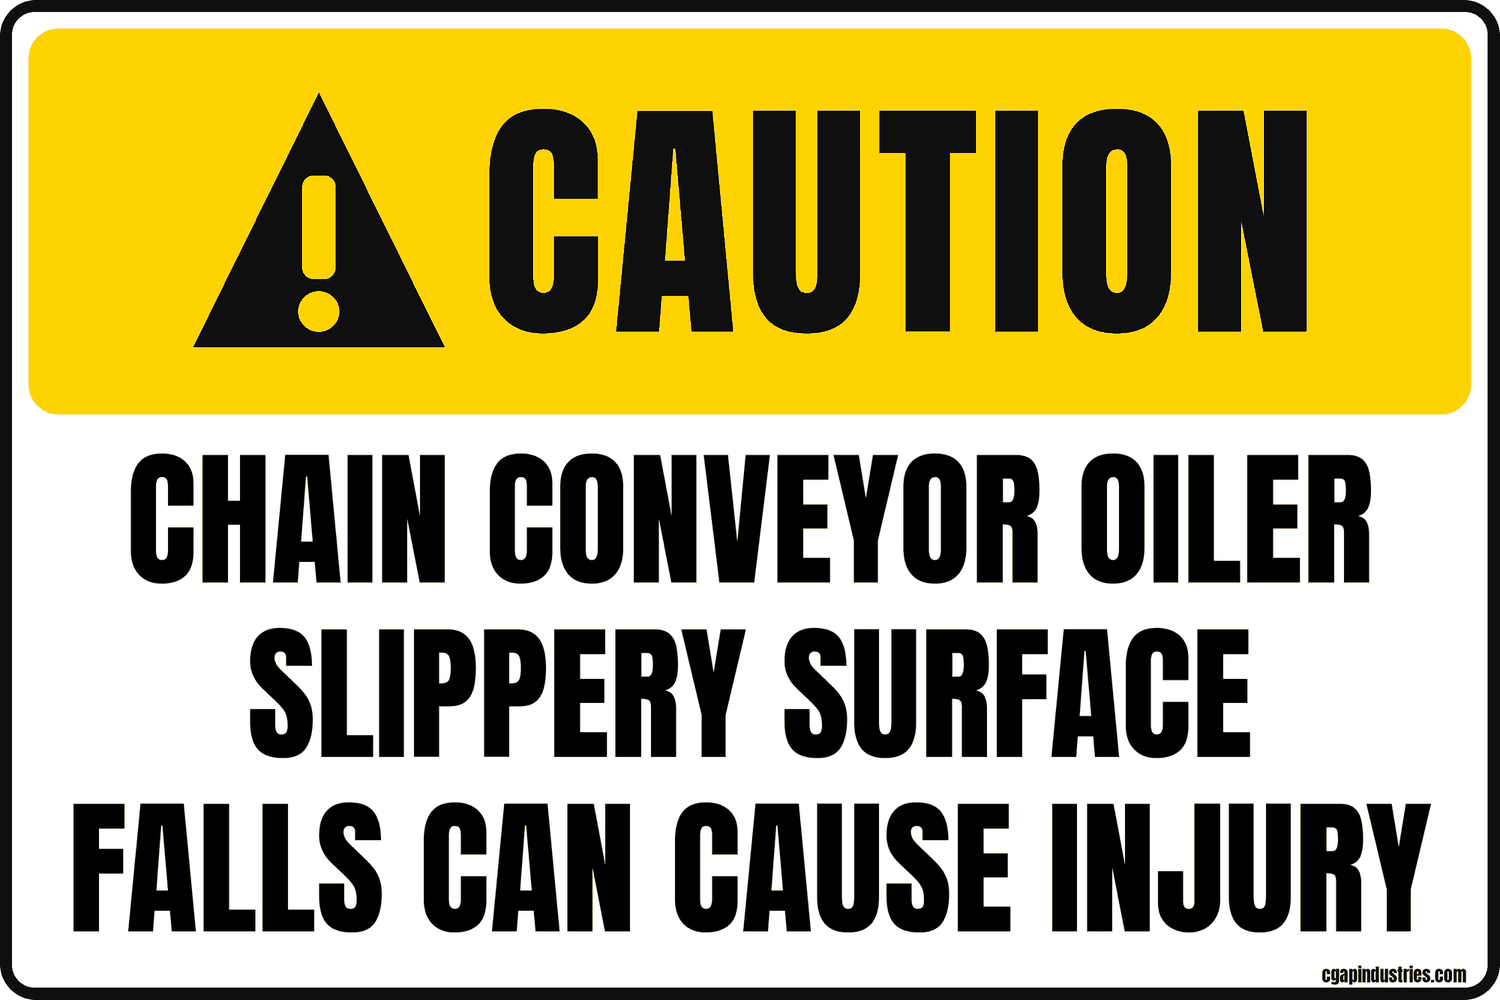 CAUTION
CHAIN CONVEYOR OILER
SLIPPERY SURFACE
FALLS CAN CAUSE INJURY
cgapindustries.com